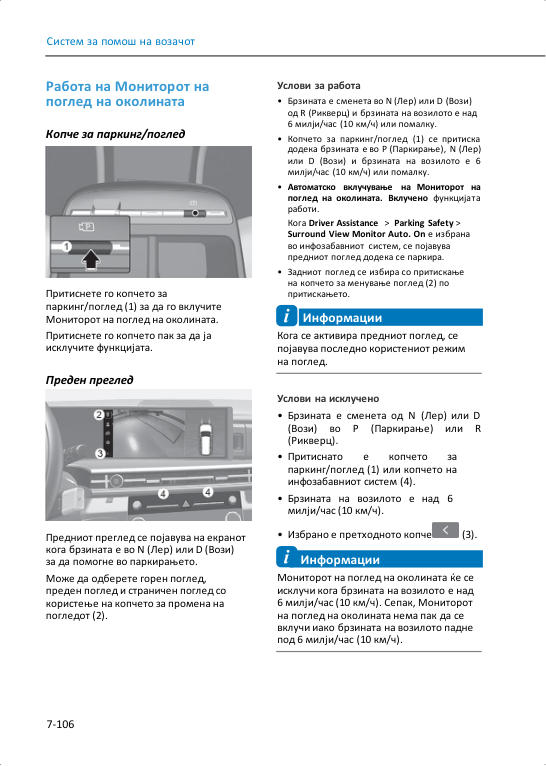 Систем за помош на возачот
Работа на Мониторот на
поглед на околината
Копче за паркинг/поглед
1
Притиснете го копчето за
паркинг/поглед (1) за да го вклучите
Мониторот на поглед на околината.
Притиснете го копчето пак за да ја
исклучите функцијата.
Преден преглед
2
3
4
4
Предниот преглед се појавува на екранот
кога брзината е во N (Лер) или D (Вози)
за да помогне во паркирањето.
Може да одберете горен поглед,
преден поглед и страничен поглед со
користење на копчето за промена на
погледот (2).
Услови за работа
• Брзината е сменета во N (Лер) или D (Вози)
од R (Рикверц) и брзината на возилото е над
6 милји/час (10 км/ч) или помалку.
• Копчето за паркинг/поглед (1) се притиска
додека брзината е во P (Паркирање), N (Лер)
или D (Вози) и брзината на возилото е 6
милји/час (10 км/ч) или помалку.
• Автоматско вклучување на Мониторот на
поглед на околината. Вклучено функцијата
работи.
Кога Driver Assistance > Parking Safety >
Surround View Monitor Auto. On е избрана
во инфозабавниот систем, се појавува
предниот поглед додека се паркира.
• Задниот поглед се избира со притискање
на копчето за менување поглед (2) по
притискањето.
i Информации
Кога се активира предниот поглед, се
појавува последно користениот режим
на поглед.
Услови на исклучено
• Брзината е сменета од N (Лер) или D
(Вози) во P (Паркирање) или R
(Рикверц).
• Притиснато е копчето за
паркинг/поглед (1) или копчето на
инфозабавниот систем (4).
• Брзината на возилото е над 6
милји/час (10 км/ч).
• Избрано е претходното копче < (3).
i Информации
Мониторот на поглед на околината ќе се
исклучи кога брзината на возилото е над
6 милји/час (10 км/ч). Сепак, Мониторот
на поглед на околината нема пак да се
вклучи иако брзината на возилото падне
под 6 милји/час (10 км/ч).
7-106